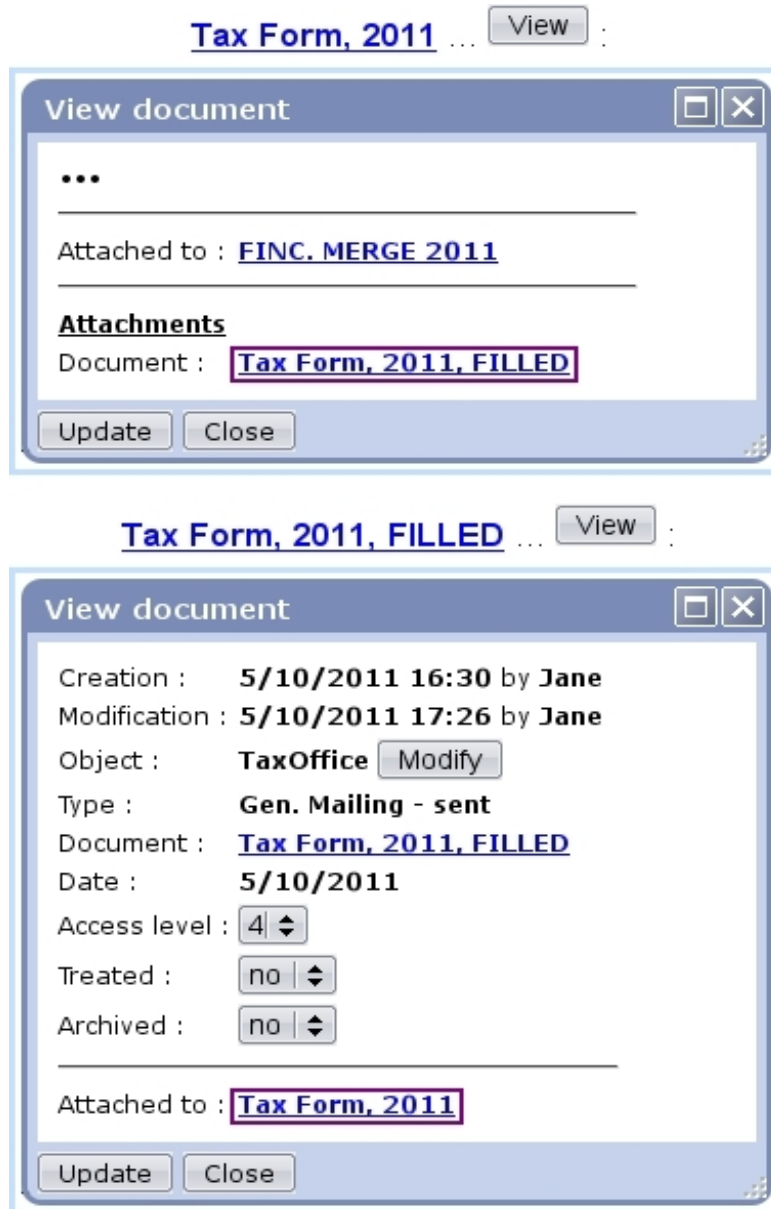 Tax Form, 2011 ... View :
View document
...
Attached to : FINC. MERGE 2011
Attachments
Document : Tax Form, 2011, FILLED
Update Close
Tax Form, 2011, FILLED ... View :
View document
Creation : 5/10/2011 16:30 by Jane
Modification : 5/10/2011 17:26 by Jane
Object : TaxOffice Modify
Type : Gen. Mailing - sent
Document : Tax Form, 2011, FILLED
Date : 5/10/2011
Access level : 4
Treated : no
Archived : no
Attached to : Tax Form, 2011
Update Close